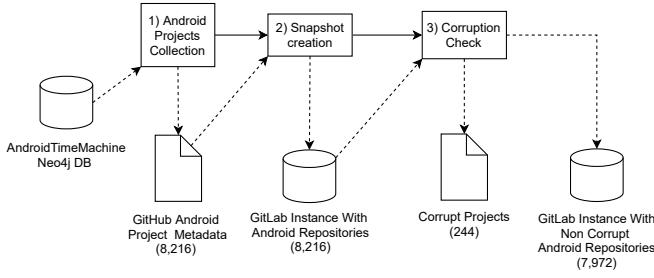 1) Android
Projects
Collection
2) Snapshot
creation
3) Corruption
Check
AndroidTimeMachine
Neo4j DB
GitHub Android
Project Metadata
(8,216)
GitLab Instance With
Android Repositories
(8,216)
Corrupt Projects
(244)
GitLab Instance With
Non Corrupt
Android Repositories
(7,972)